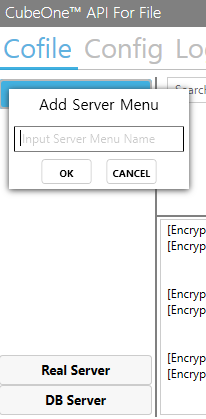 CubeOne™ API For File
Cofile Config Lo
Search
Add Server Menu
Input Server Menu Name
OK CANCEL
[Encryp
[Encryp
[Encryp
[Encryp
[Encryp
[Encryp
Real Server
DB Server